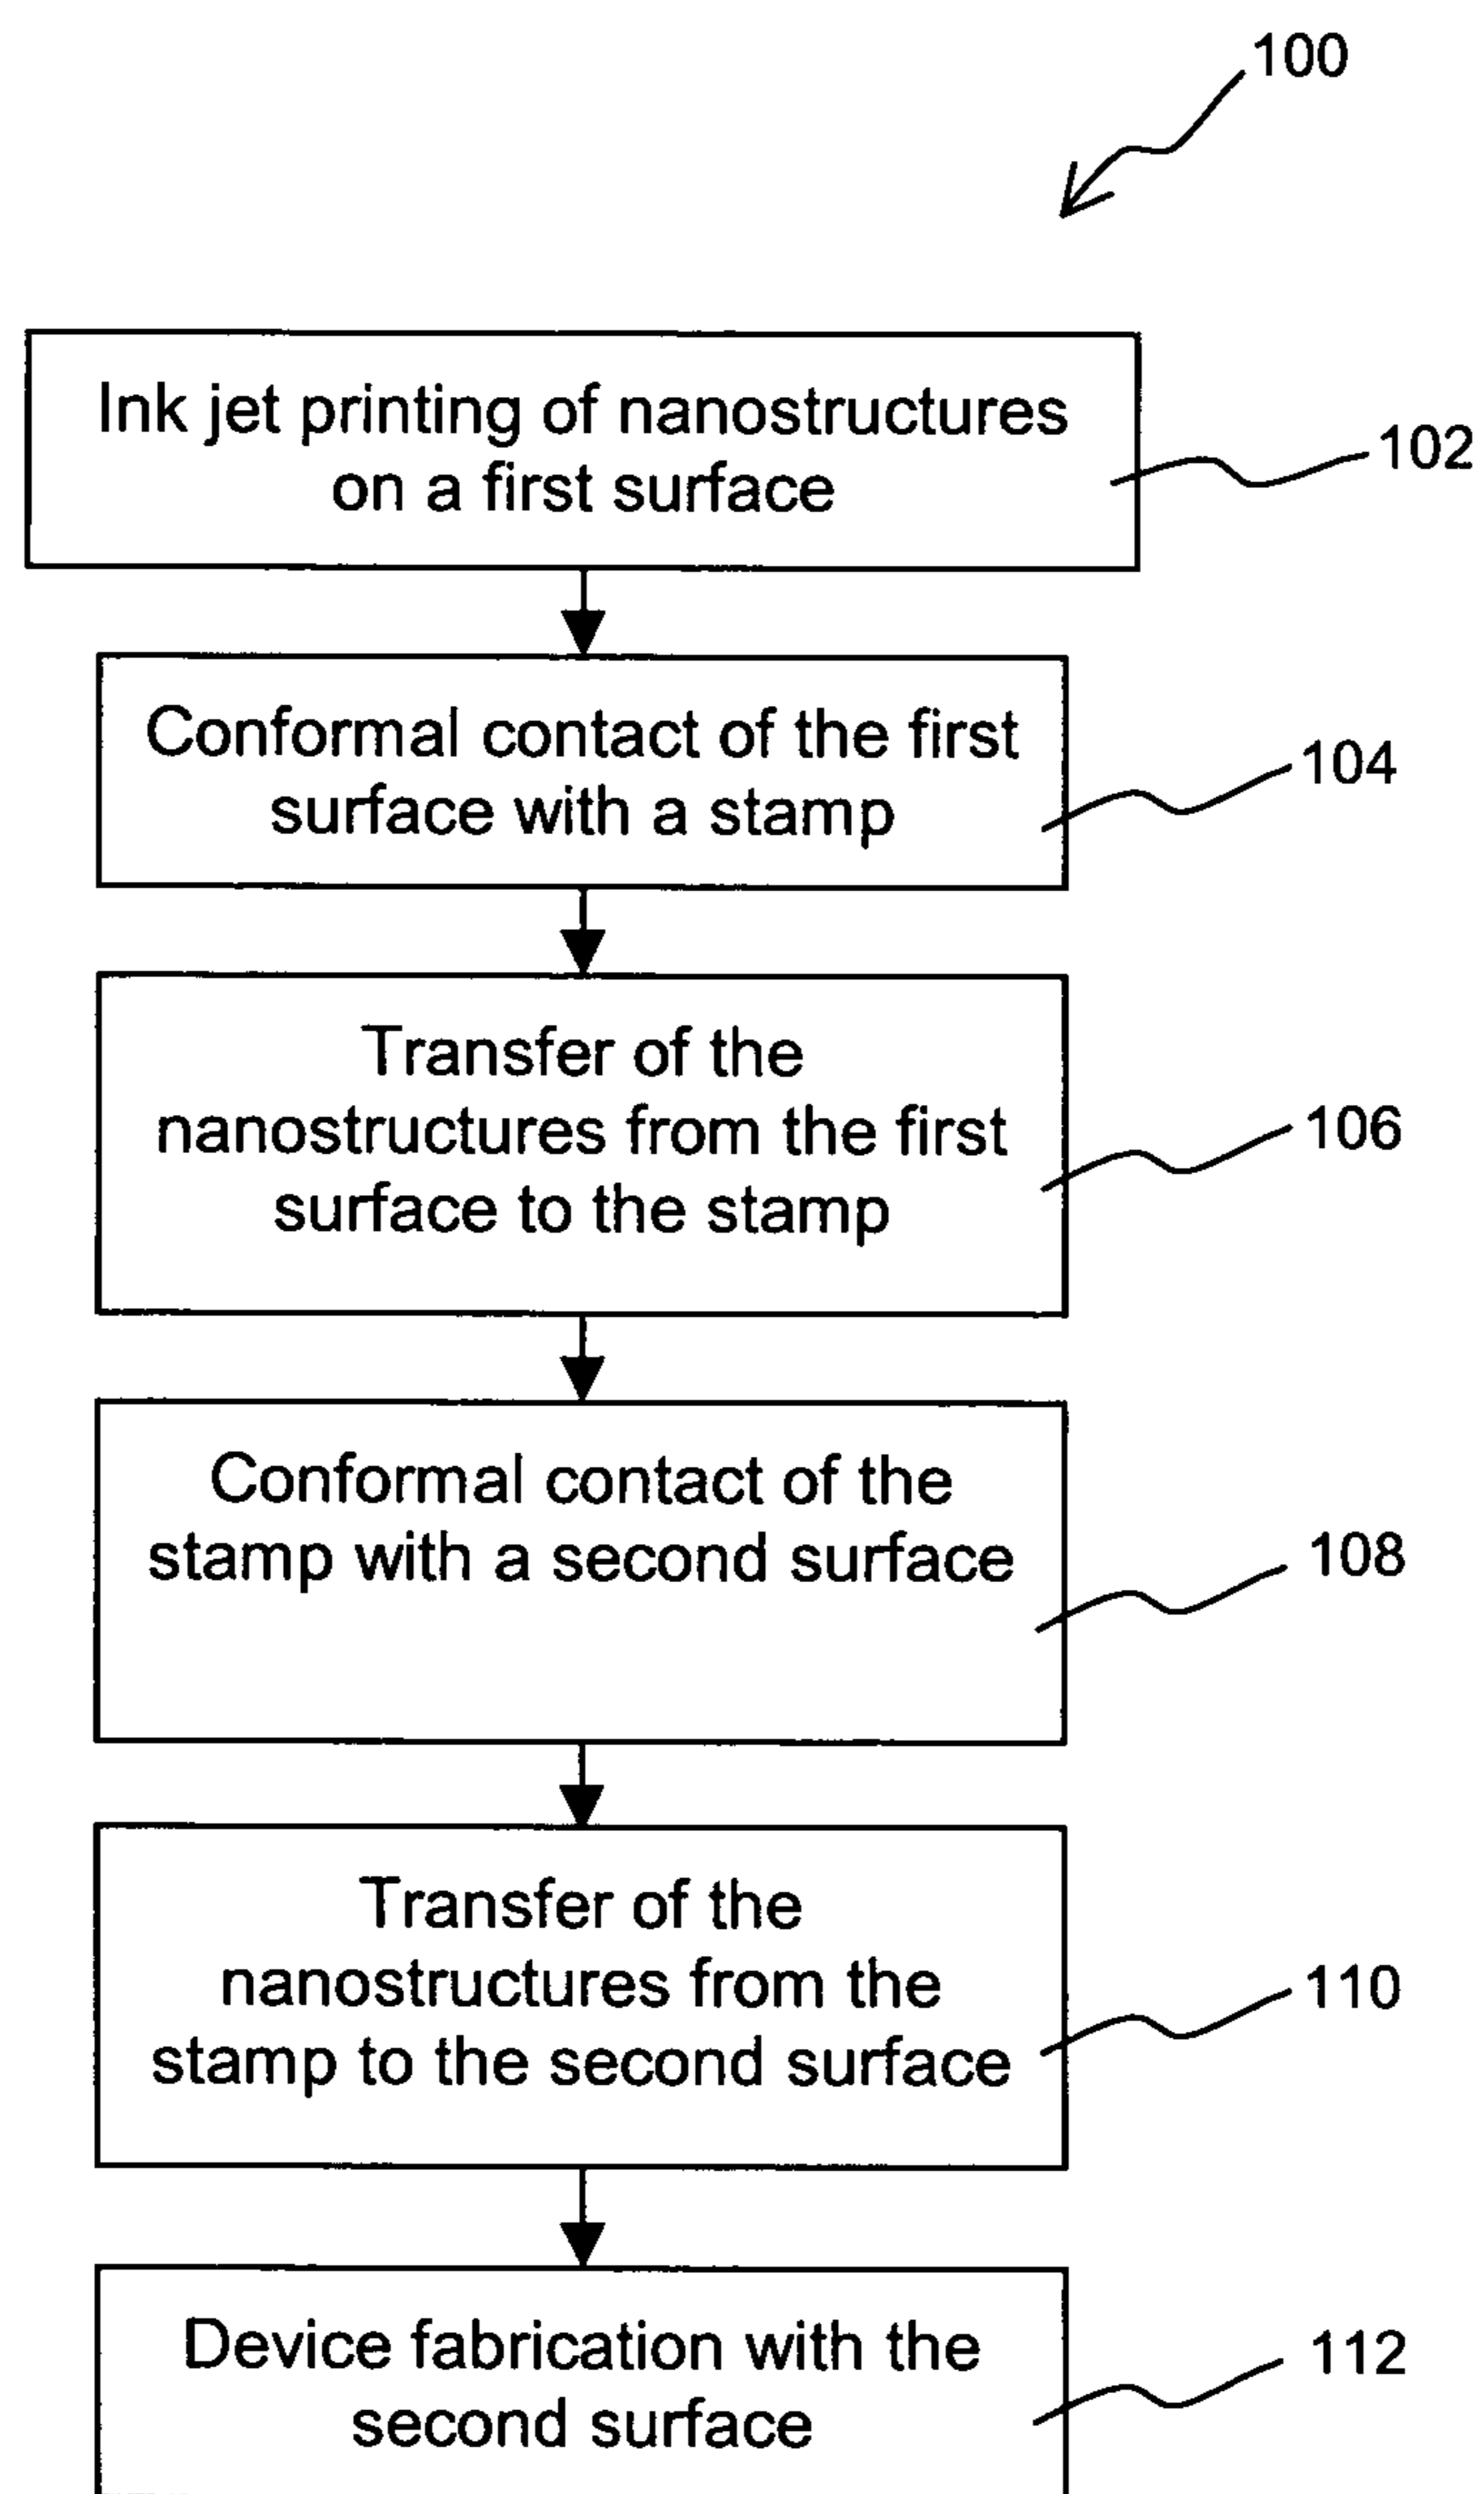 100
Ink jet printing of nanostructures
on a first surface
102
Conformal contact of the first
surface with a stamp
104
Transfer of the
nanostructures from the first
surface to the stamp
106
Conformal contact of the
stamp with a second surface
108
Transfer of the
nanostructures from the
stamp to the second surface
110
Device fabrication with the
second surface
112